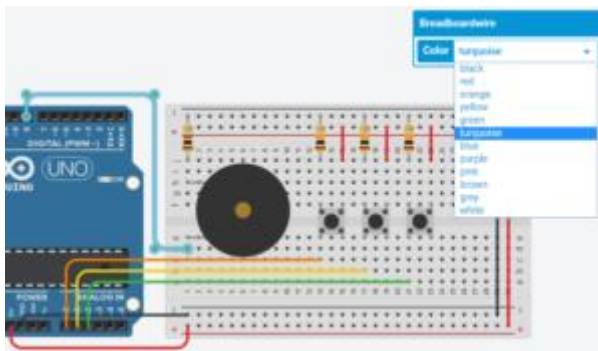 Breadboardwire
Color turquoise
black
red
orange
yellow
green
turquoise
blue
purple
pink
brown
grey
white
DIGITAL (PWM~)
UNO
POWER
ANALOG IN